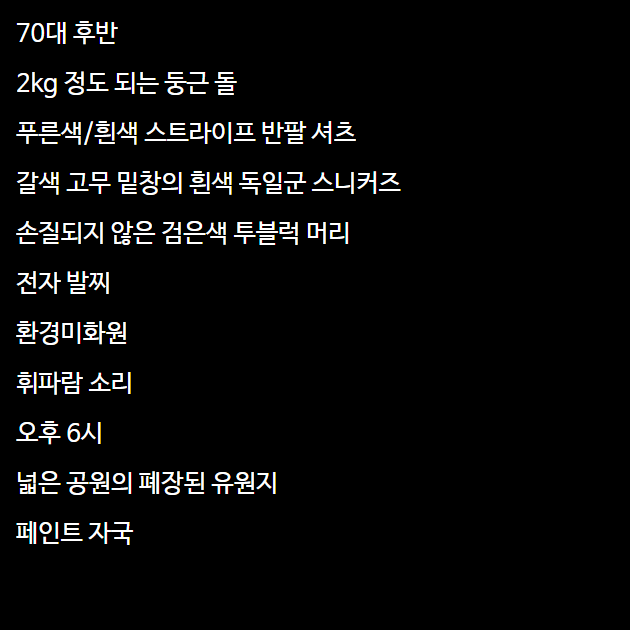 70대 후반
2kg 정도 되는 둥근 돌
푸른색/흰색 스트라이프 반팔 셔츠
갈색 고무 밑창의 흰색 독일군 스니커즈
손질되지 않은 검은색 투블럭 머리
전자 발찌
환경미화원
휘파람 소리
오후 6시
넓은 공원의 폐장된 유원지
페인트 자국